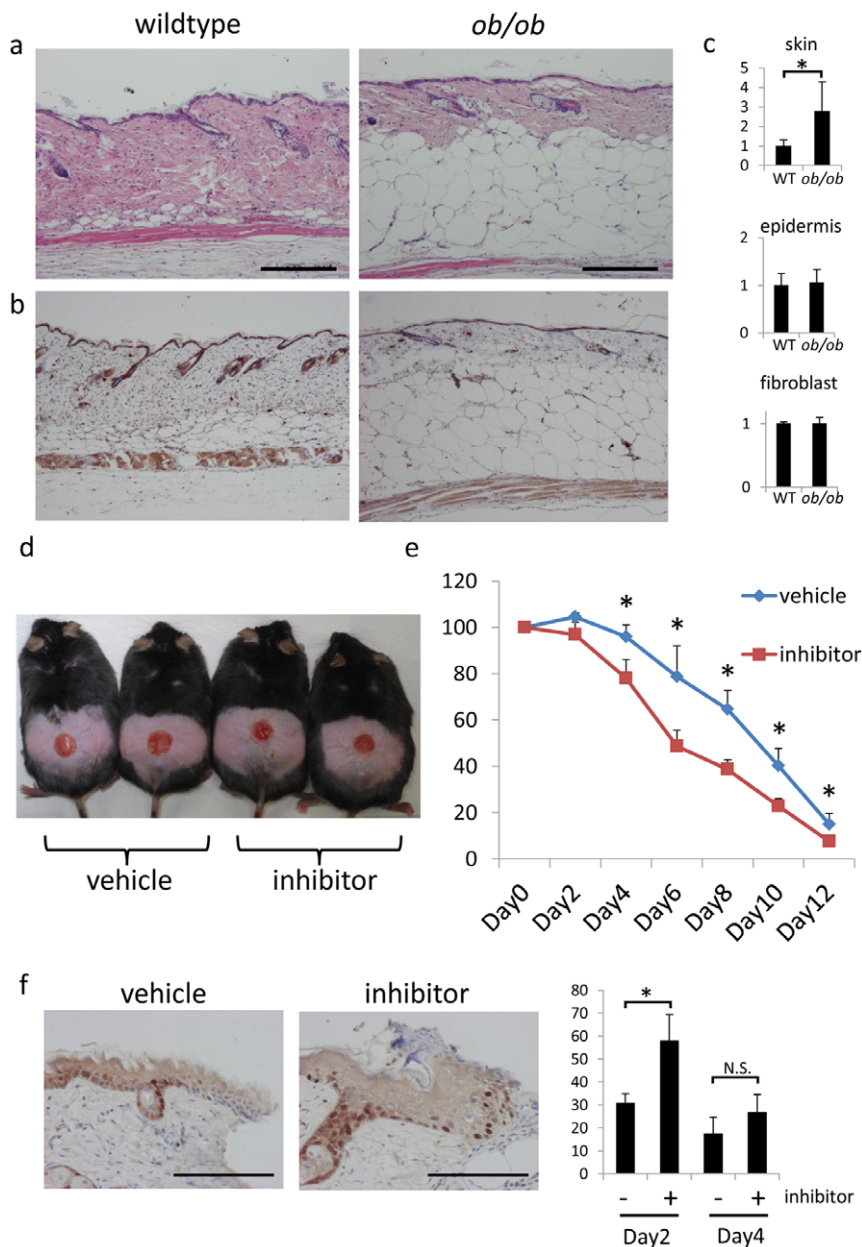 wildtype
ob/ob
a
b
c
skin
*
5
4
3
2
1
0
WT
ob/ob
epidermis
2
1
0
WT
ob/ob
fibroblast
1
0
WT
ob/ob
d
vehicle
inhibitor
e
120
100
80
60
40
20
0
*
*
*
*
*
vehicle
inhibitor
Day0
Day2
Day4
Day6
Day8
Day10
Day12
f
vehicle
inhibitor
80
70
60
50
40
30
20
10
0
*
N.S.
- + - + inhibitor
Day2 Day4